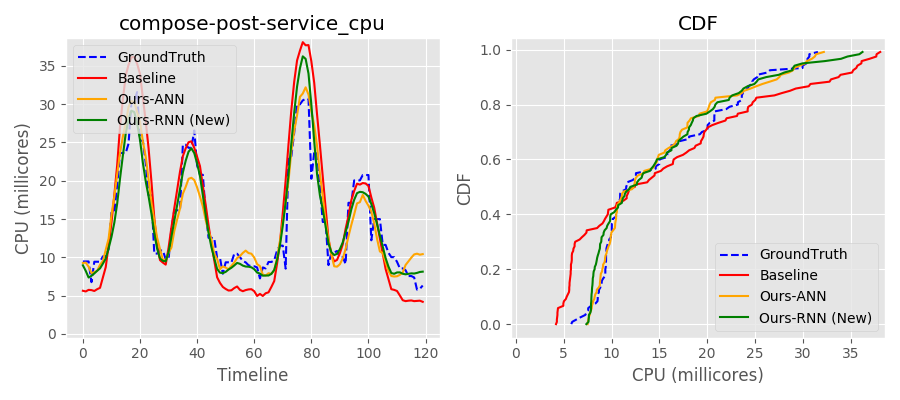 compose-post-service_cpu
CPU (millicores)
35
30
25
20
15
10
5
0
GroundTruth
Baseline
Ours-ANN
Ours-RNN (New)
0 20 40 60 80 100 120
Timeline
CDF
CDF
1.0
0.8
0.6
0.4
0.2
0.0
GroundTruth
Baseline
Ours-ANN
Ours-RNN (New)
0 5 10 15 20 25 30 35
CPU (millicores)